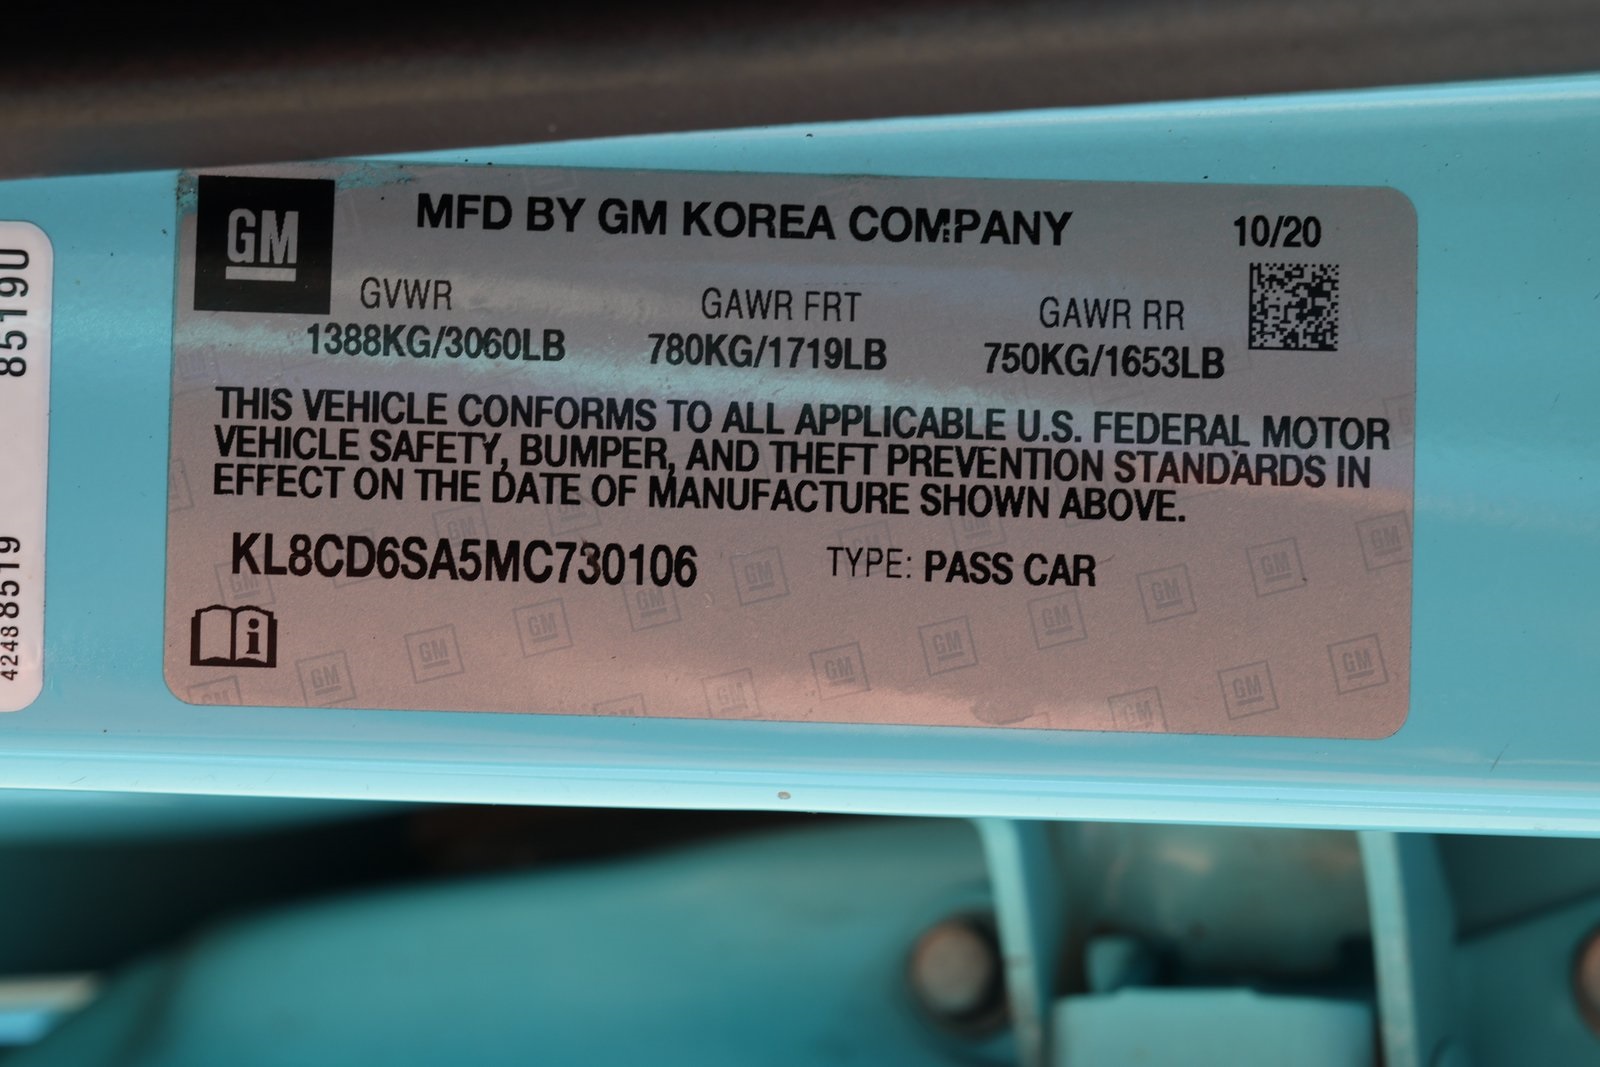 GM
MFD BY GM KOREA COMPANY
10/20
GVWR
GAWR FRT
GAWR RR
1388KG/3060LB
780KG/1719LB
750KG/1653LB
THIS VEHICLE CONFORMS TO ALL APPLICABLE U.S. FEDERAL MOTOR
VEHICLE SAFETY, BUMPER, AND THEFT PREVENTION STANDARDS IN
EFFECT ON THE DATE OF MANUFACTURE SHOWN ABOVE.
KL8CD6SA5MC730106
TYPE: PASS CAR
8519U
42488519